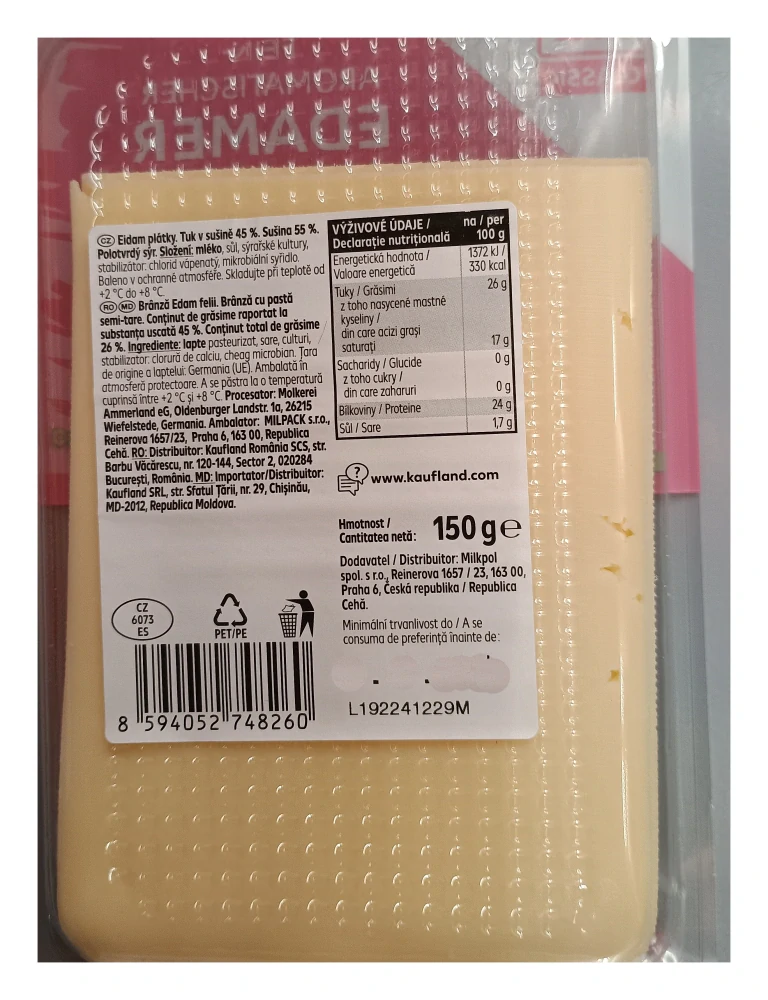 EIN
AROMATISCHER
EDAMER
CZ Eidam plátky. Tuk v sušině 45 %. Sušina 55 %.
Polotvrdý sýr. Složení: mléko, sůl, sýrařské kultury,
stabilizátor: chlorid vápenatý, mikrobiální syřidlo.
Baleno v ochranné atmosféře. Skladujte při teplotě od
+2 °C do +8 °C.
RO MD Brânză Edam felii. Brânză cu pastă
semi-tare. Conținut de grăsime raportat la
substanța uscată 45 %. Conținut total de grăsime
26 %. Ingrediente: lapte pasteurizat, sare, culturi,
stabilizator: clorură de calciu, cheag microbian. Țara
de origine a laptelui: Germania (UE). Ambalată în
atmosferă protectoare. A se păstra la o temperatură
cuprinsă între +2 °C și +8 °C. Procesator: Molkerei
Ammerland eG, Oldenburger Landstr. 1a, 26215
Wiefelstede, Germania. Ambalator: MILPACK s.r.o.,
Reinerova 1657/23, Praha 6, 163 00, Republica
Cehă. RO: Distribuitor: Kaufland România SCS, str.
Barbu Văcărescu, nr. 120-144, Sector 2, 020284
București, România. MD: Importator/Distribuitor:
Kaufland SRL, str. Sfatul Țării, nr. 29, Chișinău,
MD-2012, Republica Moldova.
VÝŽIVOVÉ ÚDAJE / na / per
Declarație nutrițională 100 g
Energetická hodnota / 1372 kJ /
Valoare energetică 330 kcal
Tuky / Grăsimi 26 g
z toho nasycené mastné
kyseliny /
din care acizi grași
saturați 17 g
Sacharidy / Glucide 0 g
z toho cukry /
din care zaharuri 0 g
Bílkoviny / Proteine 24 g
Sůl / Sare 1,7 g
? www.kaufland.com
Hmotnost /
Cantitatea netă: 150 g e
Dodavatel / Distribuitor: Milkpol
spol. s r.o., Reinerova 1657 / 23, 163 00,
Praha 6, Česká republika / Republica
Cehă.
Minimální trvanlivost do / A se
consuma de preferință înainte de:
L192241229M
CZ
6073
ES
PET/PE
8 594052 748260